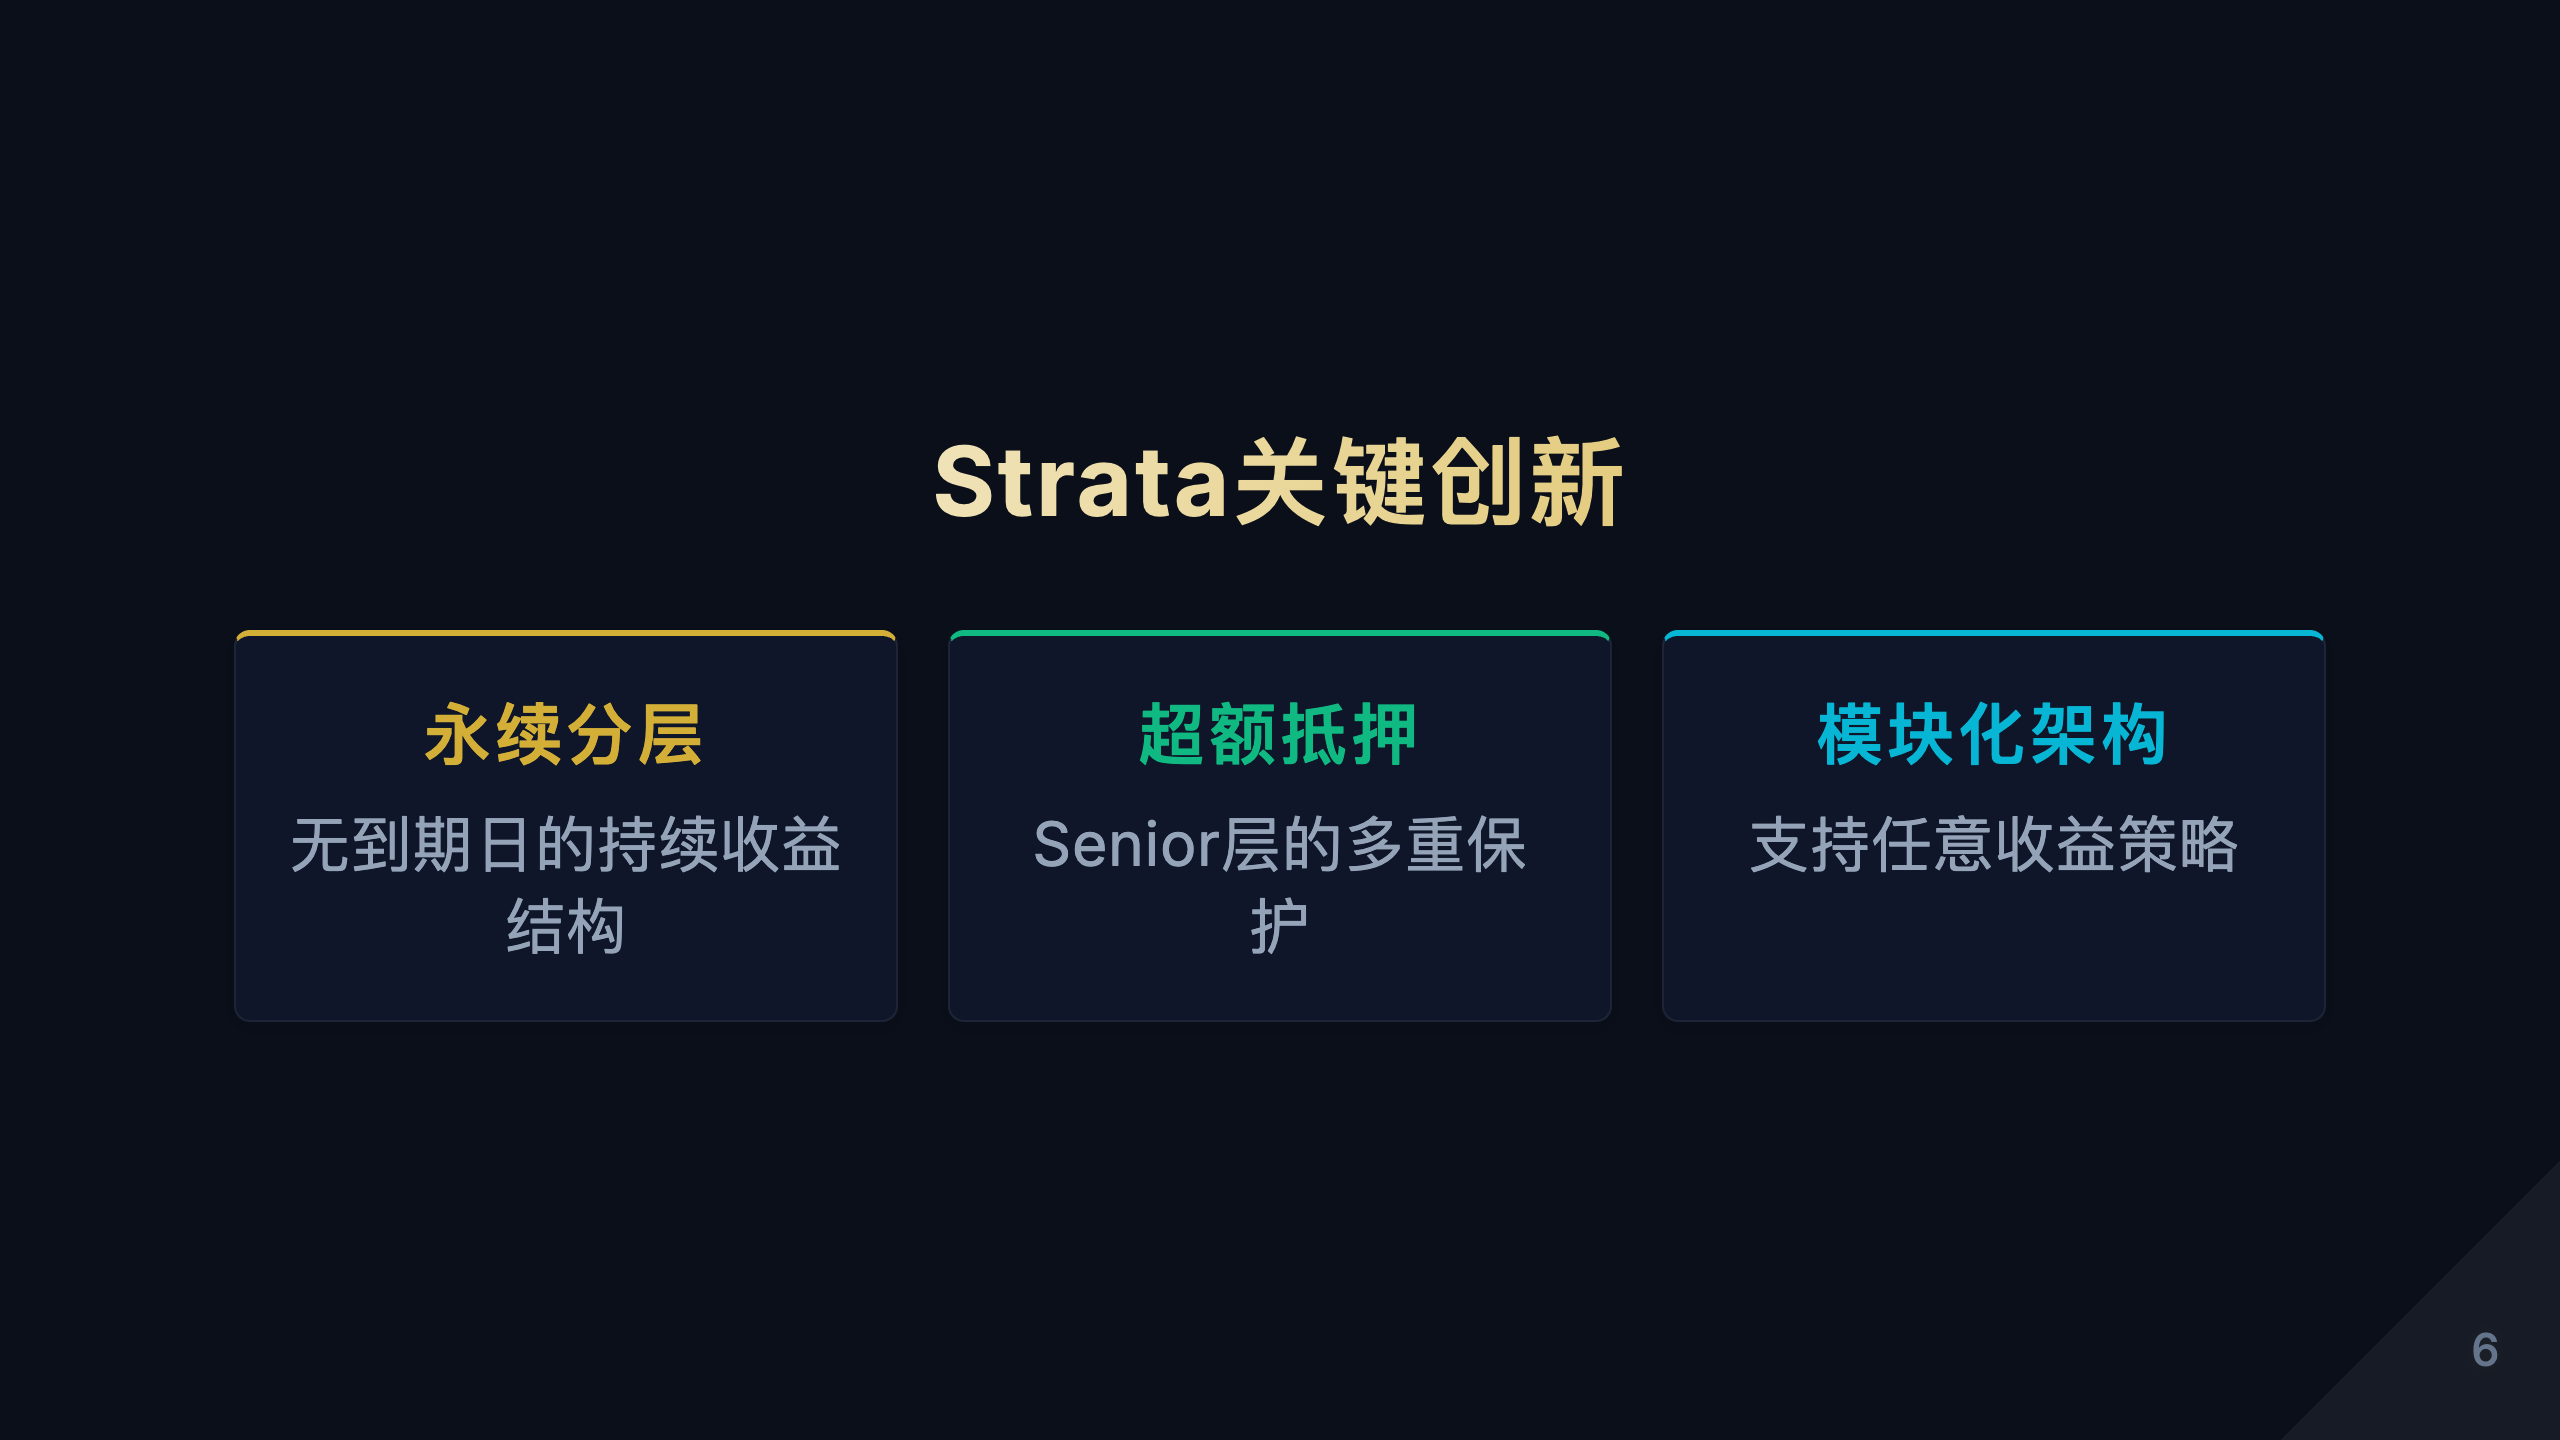 Strata关键创新
永续分层
无到期日的持续收益
结构
超额抵押
Senior层的多重保
护
模块化架构
支持任意收益策略
6